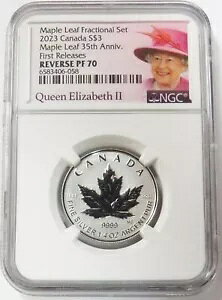 Maple Leaf Fractional Set
2023 Canada S$3
Maple Leaf 35th Anniv.
First Releases
REVERSE PF 70
6583406-058
NGC
Queen Elizabeth II
CANADA
9999
FINE SILVER 1/4 OZ ARGENT PUR